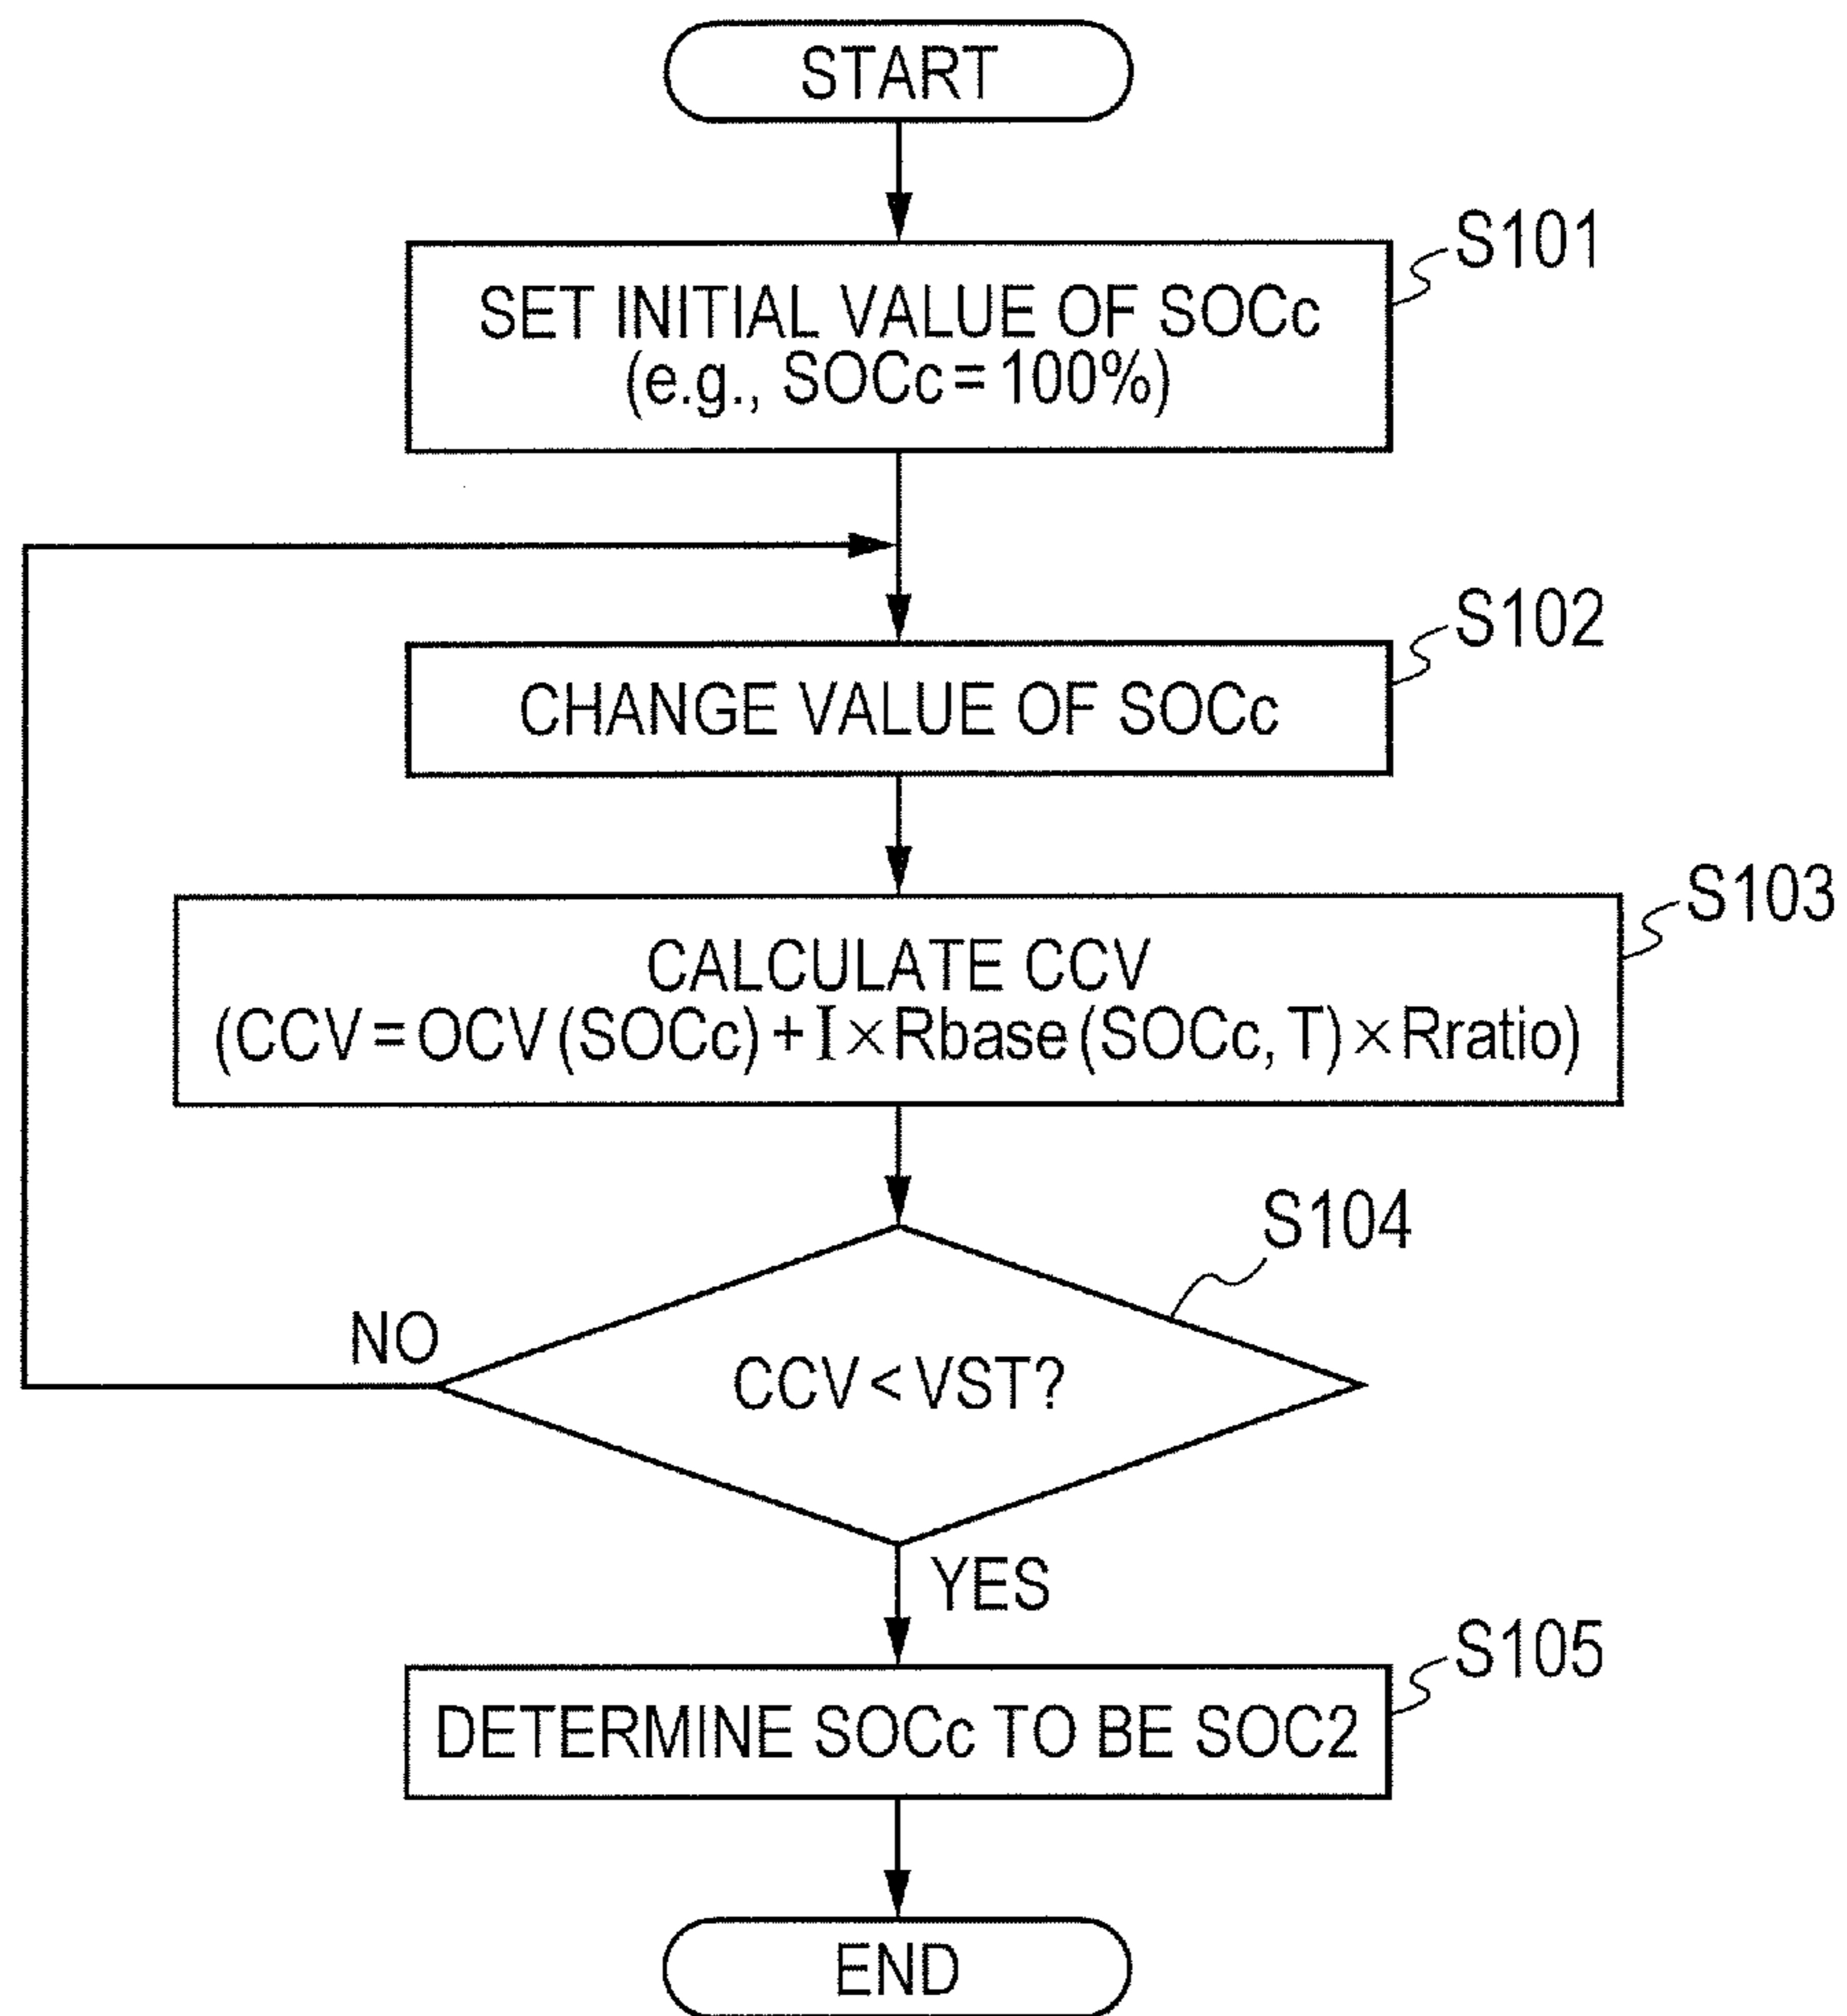 START
S101
SET INITIAL VALUE OF SOCc
(e.g., SOCc = 100%)
S102
CHANGE VALUE OF SOCc
S103
CALCULATE CCV
(CCV = OCV (SOCc) + I × Rbase (SOCc, T) × Rratio)
S104
NO
CCV < VST?
YES
S105
DETERMINE SOCc TO BE SOC2
END